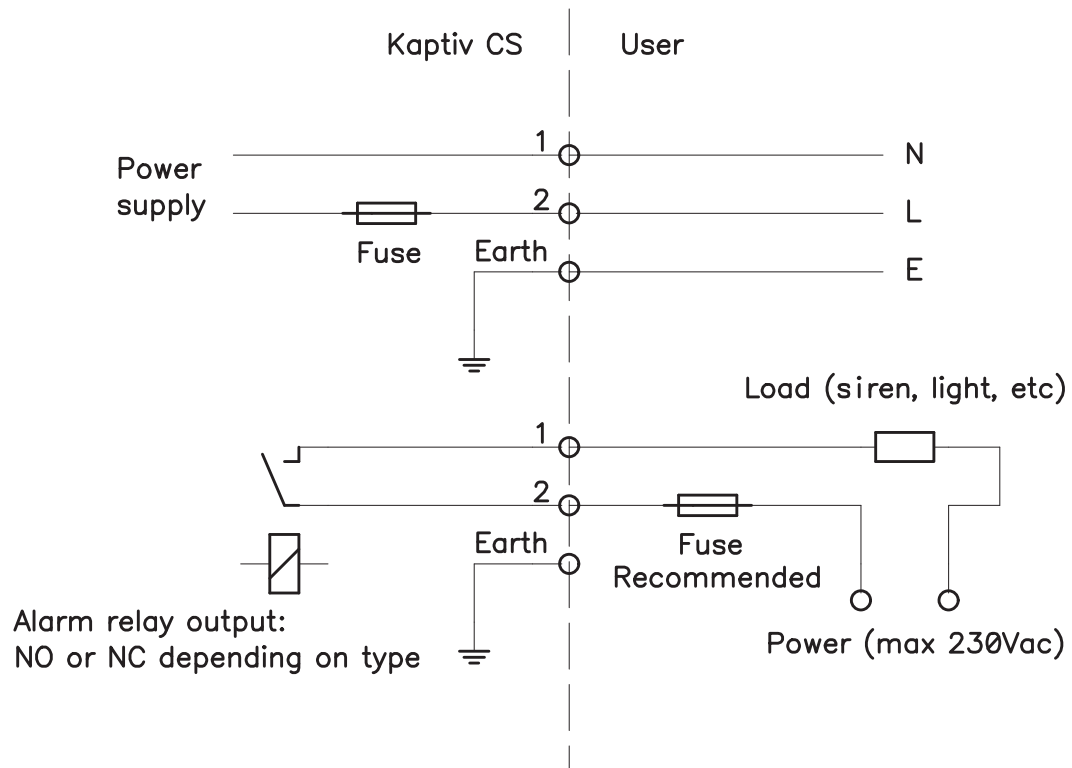 Kaptiv CS
User
1
N
Power
supply
2
L
Fuse
Earth
E
Load (siren, light, etc)
1
2
Earth
Fuse
Recommended
Alarm relay output:
NO or NC depending on type
Power (max 230Vac)